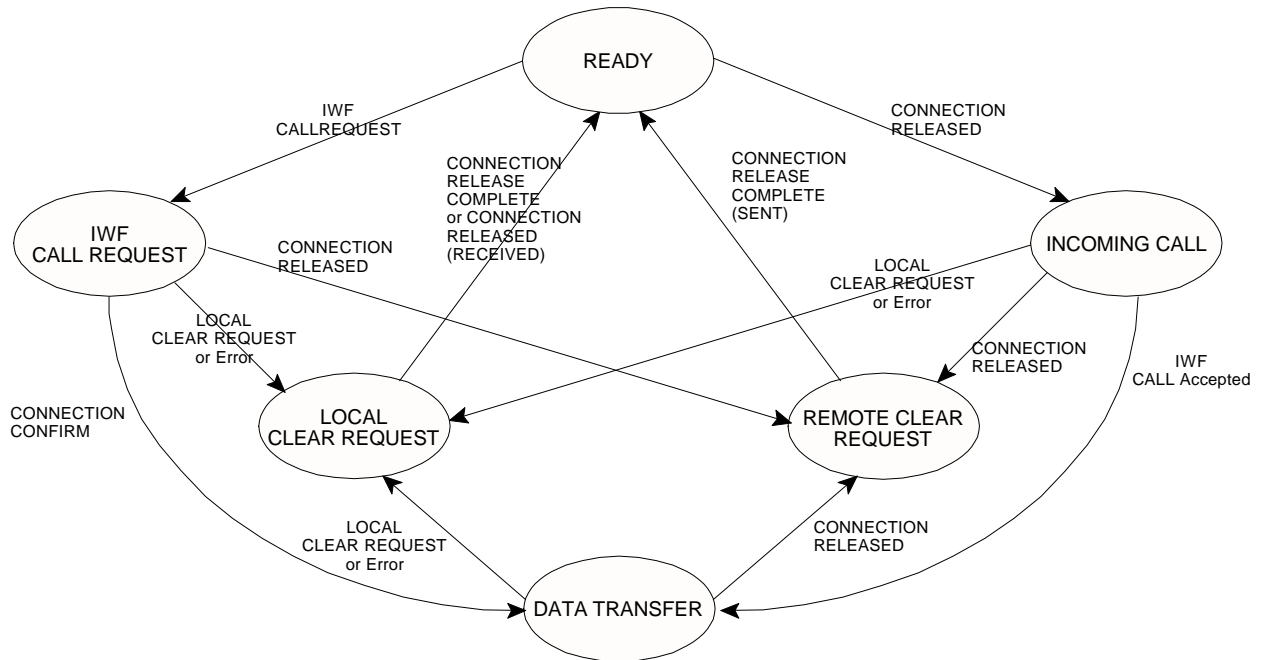 READY
IWF
CALLREQUEST
CONNECTION
RELEASED
CONNECTION
RELEASE
COMPLETE
or CONNECTION
RELEASED
(RECEIVED)
CONNECTION
RELEASE
COMPLETE
(SENT)
IWF
CALL REQUEST
CONNECTION
RELEASED
INCOMING CALL
LOCAL
CLEAR REQUEST
or Error
LOCAL
CLEAR REQUEST
or Error
CONNECTION
RELEASED
IWF
CALL Accepted
CONNECTION
CONFIRM
LOCAL
CLEAR REQUEST
REMOTE CLEAR
REQUEST
LOCAL
CLEAR REQUEST
or Error
CONNECTION
RELEASED
DATA TRANSFER